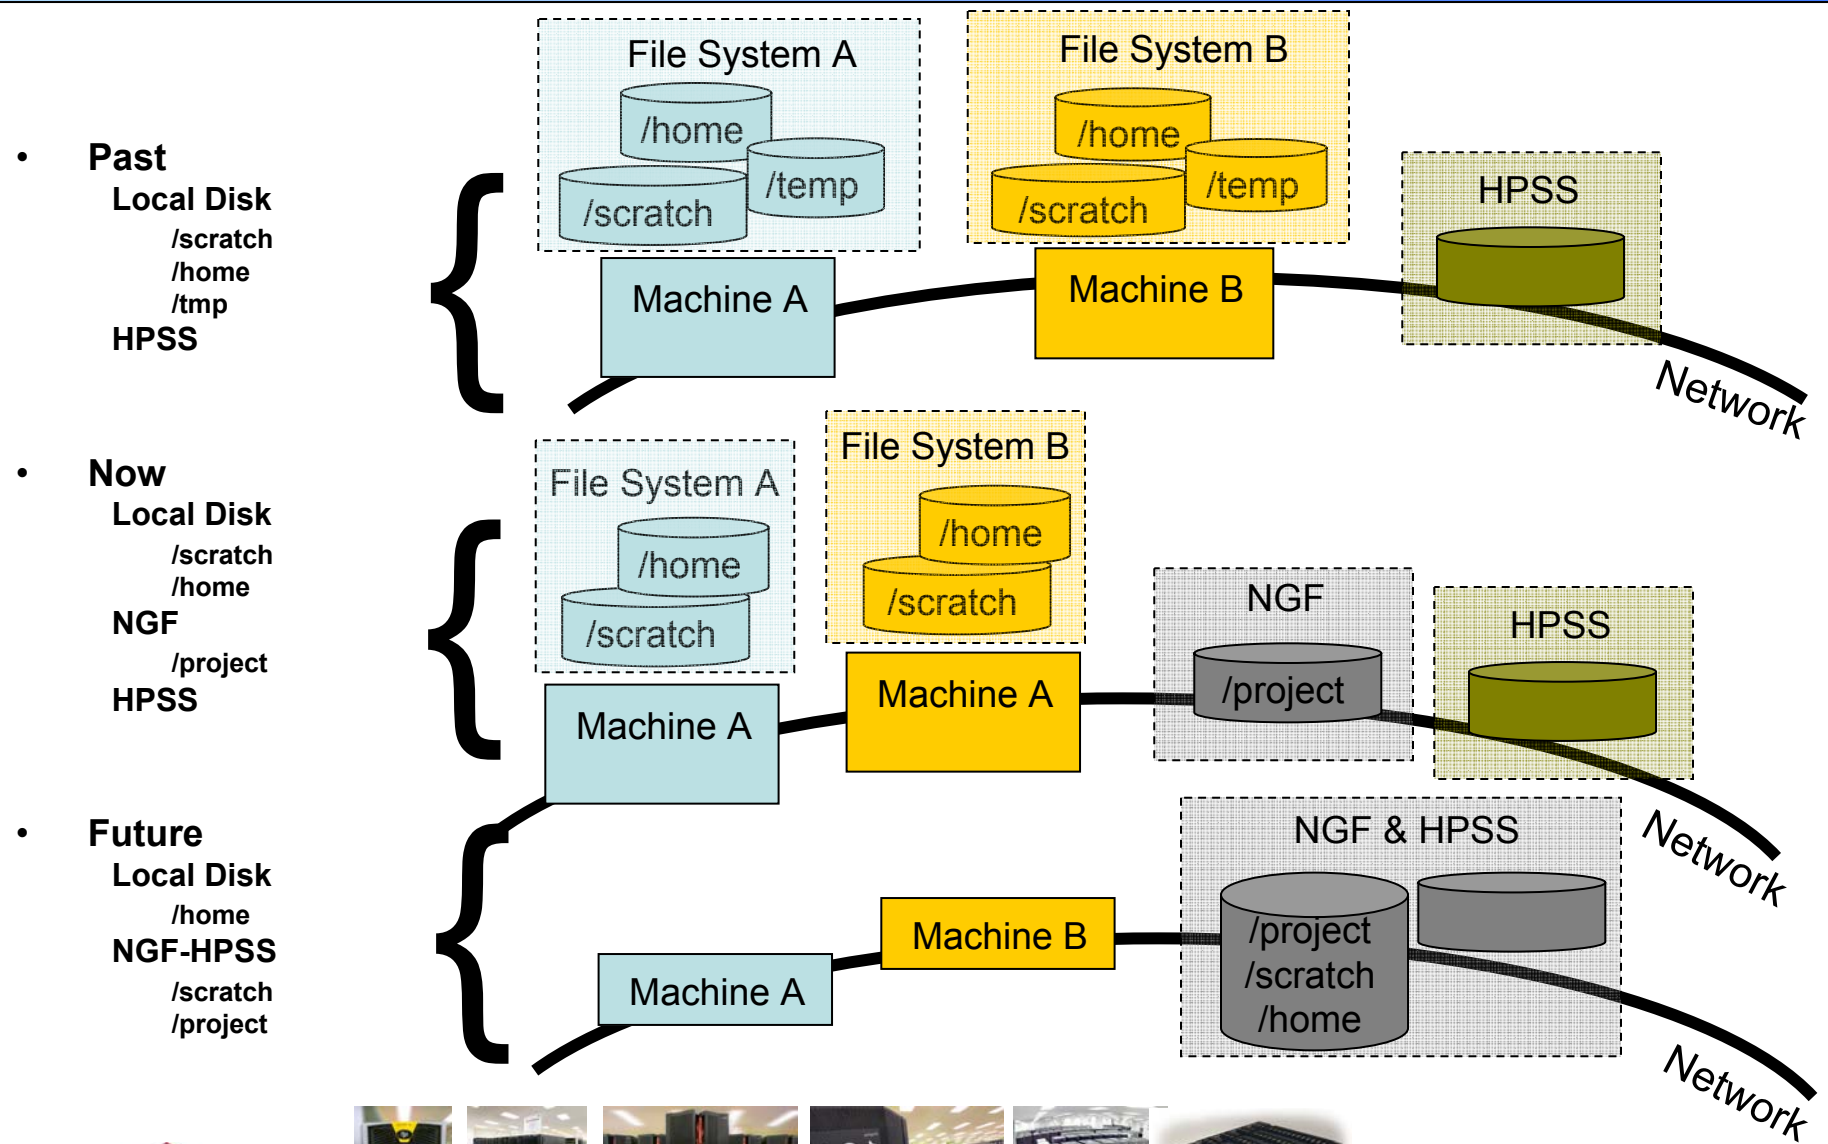 • Past
Local Disk
/scratch
/home
/tmp
HPSS
File System A
/home
/temp
/scratch
Machine A
File System B
/home
/temp
/scratch
Machine B
HPSS
Network
• Now
Local Disk
/scratch
/home
NGF
/project
HPSS
File System A
/home
/scratch
Machine A
File System B
/home
/scratch
Machine A
NGF
/project
HPSS
Network
• Future
Local Disk
/home
NGF-HPSS
/scratch
/project
Machine A
Machine B
NGF & HPSS
/project
/scratch
/home
Network